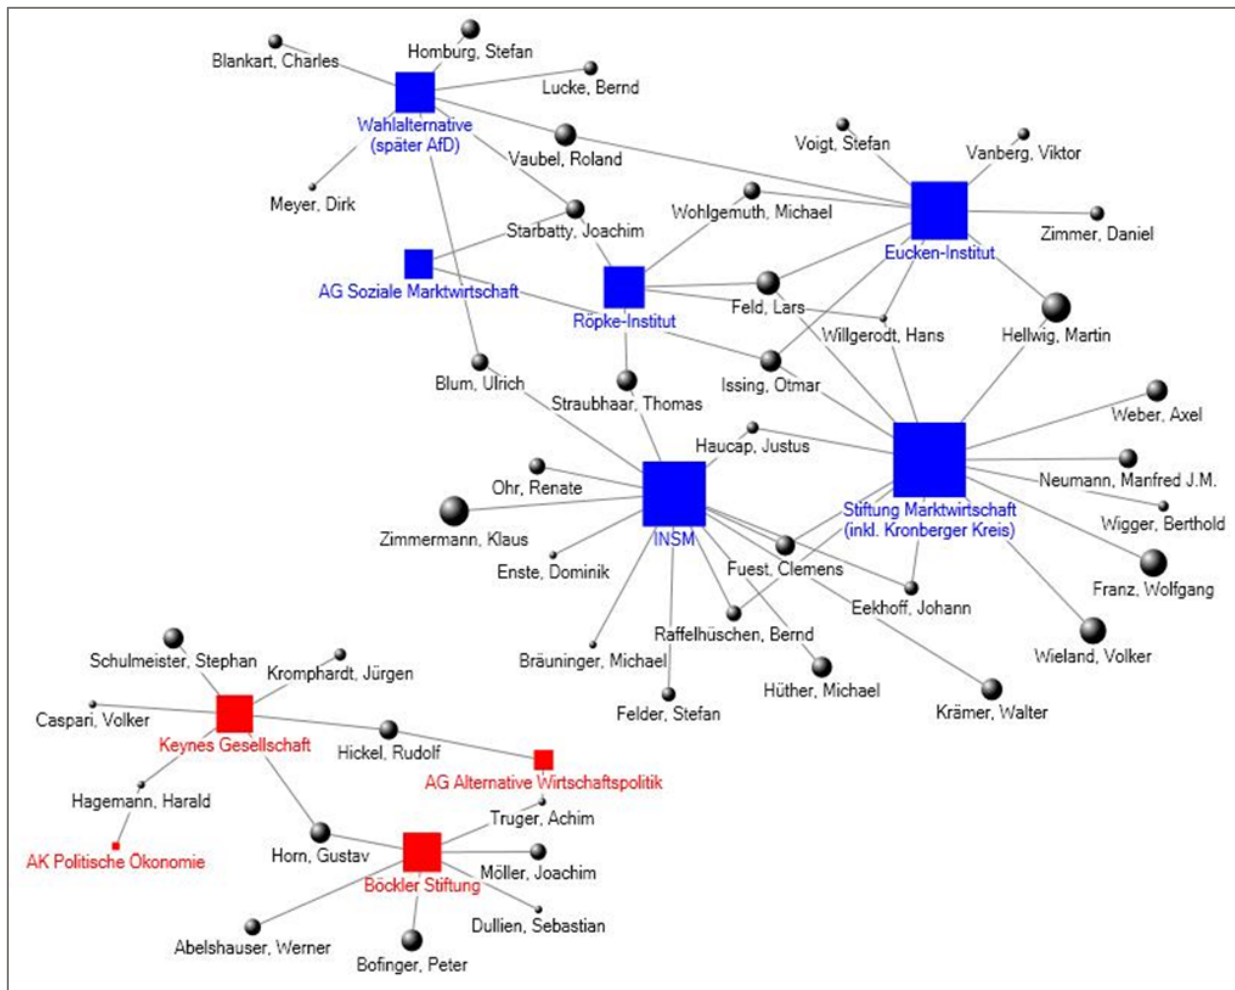 Homburg, Stefan
Blankart, Charles
Lucke, Bernd
Wahlalternative
(später AfD)
Vaubel, Roland
Voigt, Stefan
Vanberg, Viktor
Meyer, Dirk
Wohlgemuth, Michael
Starbatty, Joachim
Zimmer, Daniel
Eucken-Institut
AG Soziale Marktwirtschaft
Röpke-Institut
Feld, Lars
Willgerodt, Hans
Hellwig, Martin
Blum, Ulrich
Issing, Otmar
Straubhaar, Thomas
Weber, Axel
Haucap, Justus
Neumann, Manfred J.M.
Ohr, Renate
Stiftung Marktwirtschaft
(inkl. Kronberger Kreis)
Wigger, Berthold
Zimmermann, Klaus
INSM
Enste, Dominik
Fuest, Clemens
Franz, Wolfgang
Eekhoff, Johann
Raffelhüschen, Bernd
Schulmeister, Stephan
Kromphardt, Jürgen
Bräuninger, Michael
Wieland, Volker
Hüther, Michael
Krämer, Walter
Felder, Stefan
Caspari, Volker
Keynes Gesellschaft
Hickel, Rudolf
AG Alternative Wirtschaftspolitik
Hagemann, Harald
Truger, Achim
Horn, Gustav
AK Politische Ökonomie
Möller, Joachim
Böckler Stiftung
Dullien, Sebastian
Abelshauser, Werner
Bofinger, Peter